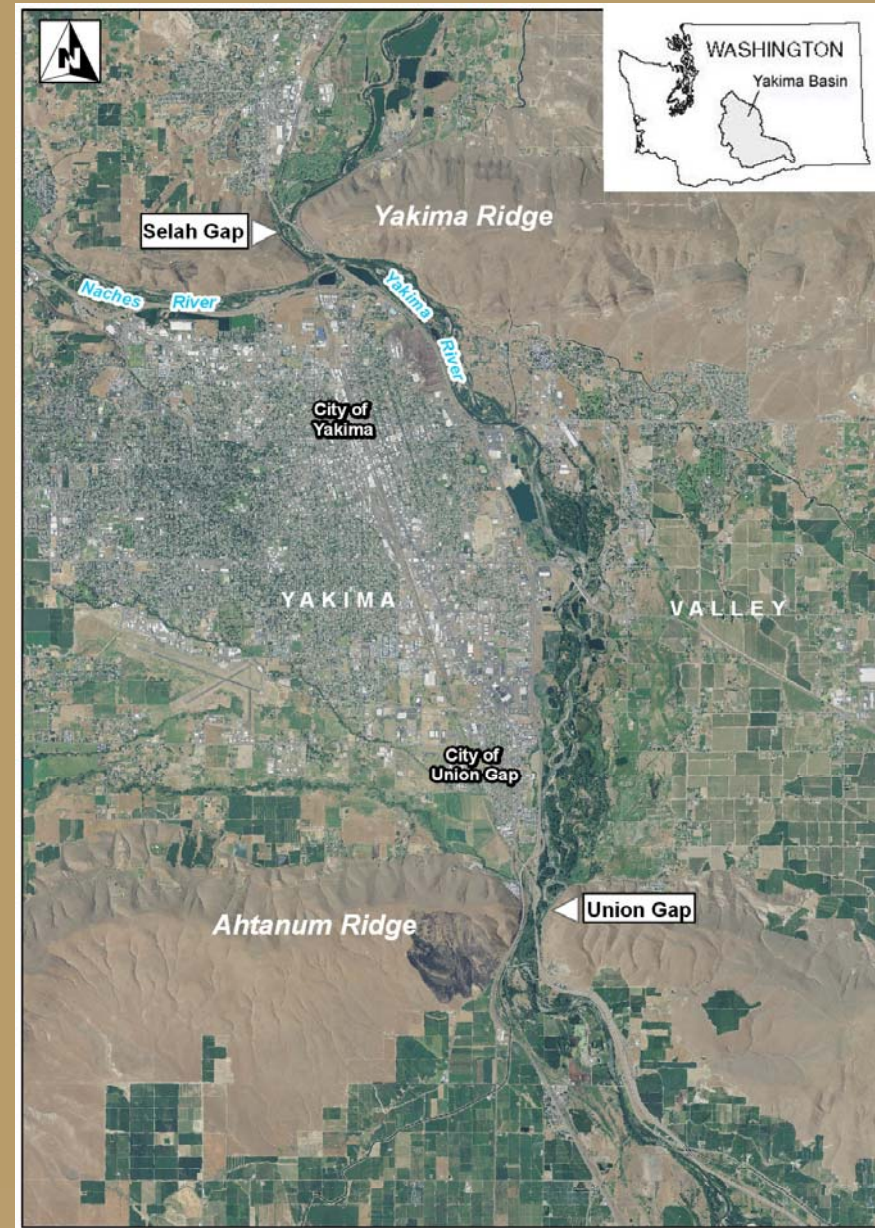 N
WASHINGTON
Yakima Basin
Selah Gap
Yakima Ridge
Naches River
Yakima
River
City of
Yakima
YAKIMA VALLEY
City of
Union Gap
Union Gap
Ahtanum Ridge